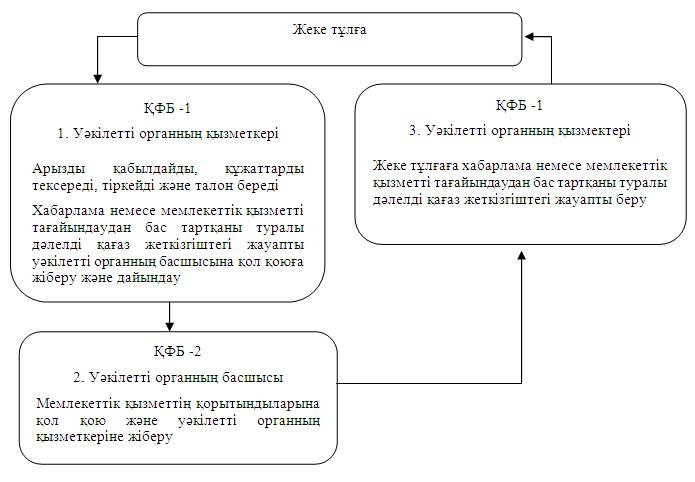 Жеке тұлға
ҚФБ -1
1. Уәкілетті органның қызметкері
Арызды қабылдайды, құжаттарды
тексереді, тіркейді және талон береді
Хабарлама немесе мемлекеттік қызметті
тағайындаудан бас тартқаны туралы
дәлелді қағаз жеткізгіштегі жауапты
уәкілетті органның басшысына қол қоюға
жіберу және дайындау
ҚФБ -2
2. Уәкілетті органның басшысы
Мемлекеттік қызметтің қорытындыларына
қол қою және уәкілетті органның
қызметкеріне жіберу
ҚФБ -1
3. Уәкілетті органның қызмектері
Жеке тұлғаға хабарлама немесе мемлекеттік
қызметті тағайындаудан бас тартқаны туралы
дәлелді қағаз жеткізгіштегі жауапты беру